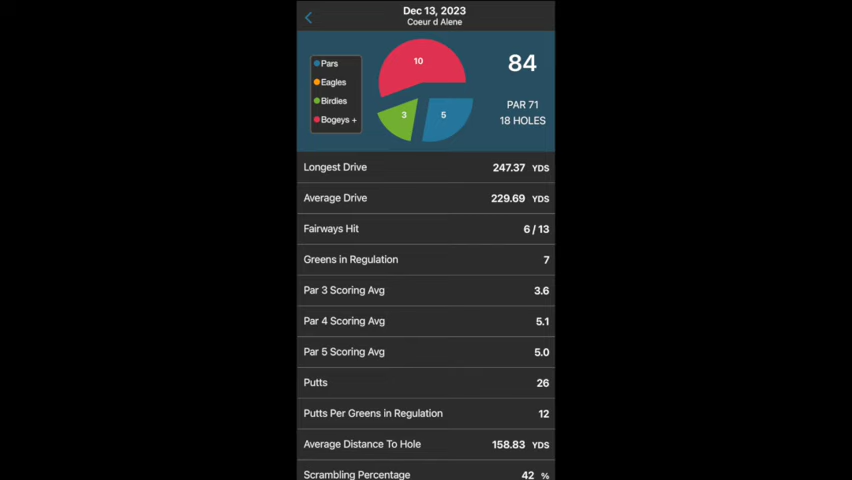 Dec 13, 2023
Coeur d Alene
Pars
Eagles
Birdies
Bogeys +
10
3
5
84
PAR 71
18 HOLES
Longest Drive 247.37 YDS
Average Drive 229.69 YDS
Fairways Hit 6 / 13
Greens in Regulation 7
Par 3 Scoring Avg 3.6
Par 4 Scoring Avg 5.1
Par 5 Scoring Avg 5.0
Putts 26
Putts Per Greens in Regulation 12
Average Distance To Hole 158.83 YDS
Scrambling Percentage 42 %